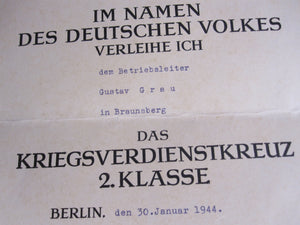 IM NAMEN
DES DEUTSCHEN VOLKES
VERLEIHE ICH
dem Betriebsleiter
Gustav Grau
in Braunsberg
DAS
KRIEGSVERDIENSTKREUZ
2. KLASSE
BERLIN, den 30.Januar 1944.